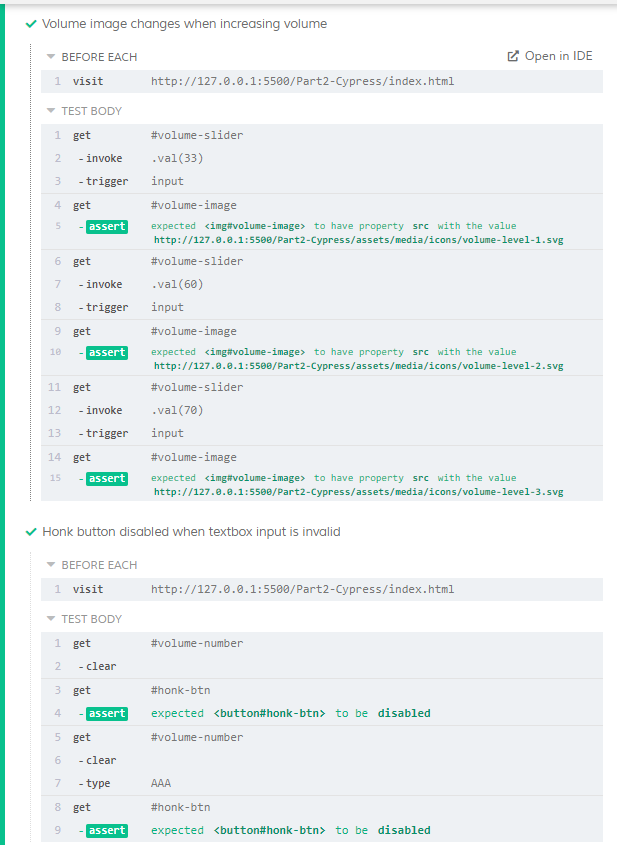 Volume image changes when increasing volume
BEFORE EACH Open in IDE
1 visit http://127.0.0.1:5500/Part2-Cypress/index.html
TEST BODY
1 get #volume-slider
2 -invoke .val(33)
3 -trigger input
4 get #volume-image
5 -assert expected <img#volume-image> to have property src with the value
http://127.0.0.1:5500/Part2-Cypress/assets/media/icons/volume-level-1.svg
6 get #volume-slider
7 -invoke .val(60)
8 -trigger input
9 get #volume-image
10 -assert expected <img#volume-image> to have property src with the value
http://127.0.0.1:5500/Part2-Cypress/assets/media/icons/volume-level-2.svg
11 get #volume-slider
12 -invoke .val(70)
13 -trigger input
14 get #volume-image
15 -assert expected <img#volume-image> to have property src with the value
http://127.0.0.1:5500/Part2-Cypress/assets/media/icons/volume-level-3.svg
Honk button disabled when textbox input is invalid
BEFORE EACH
1 visit http://127.0.0.1:5500/Part2-Cypress/index.html
TEST BODY
1 get #volume-number
2 -clear
3 get #honk-btn
4 -assert expected <button#honk-btn> to be disabled
5 get #volume-number
6 -clear
7 -type AAA
8 get #honk-btn
9 -assert expected <button#honk-btn> to be disabled